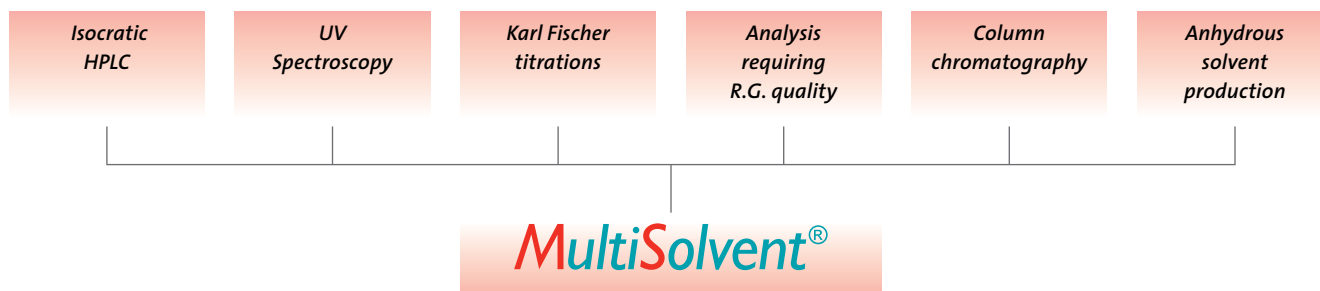 Isocratic
HPLC
UV
Spectroscopy
Karl Fischer
titrations
Analysis
requiring
R.G. quality
Column
chromatography
Anhydrous
solvent
production
MultiSolvent®